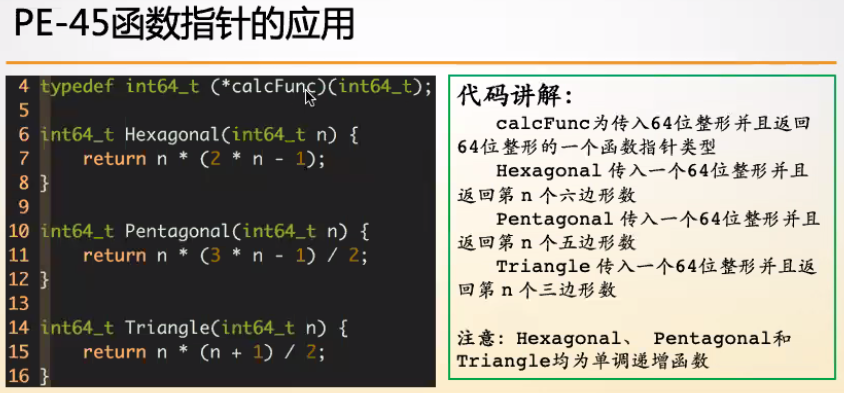 PE-45函数指针的应用
4 typedef int64_t (*calcFunc)(int64_t);
5
6 int64_t Hexagonal(int64_t n) {
7     return n * (2 * n - 1);
8 }
9
10 int64_t Pentagonal(int64_t n) {
11     return n * (3 * n - 1) / 2;
12 }
13
14 int64_t Triangle(int64_t n) {
15     return n * (n + 1) / 2;
16 }
代码讲解：
calcFunc为传入64位整形并且返回
64位整形的一个函数指针类型
Hexagonal 传入一个64位整形并且
返回第 n 个六边形数
Pentagonal 传入一个64位整形并且
返回第 n 个五边形数
Triangle 传入一个64位整形并且返
回第 n 个三边形数
注意：Hexagonal、 Pentagonal和
Triangle均为单调递增函数